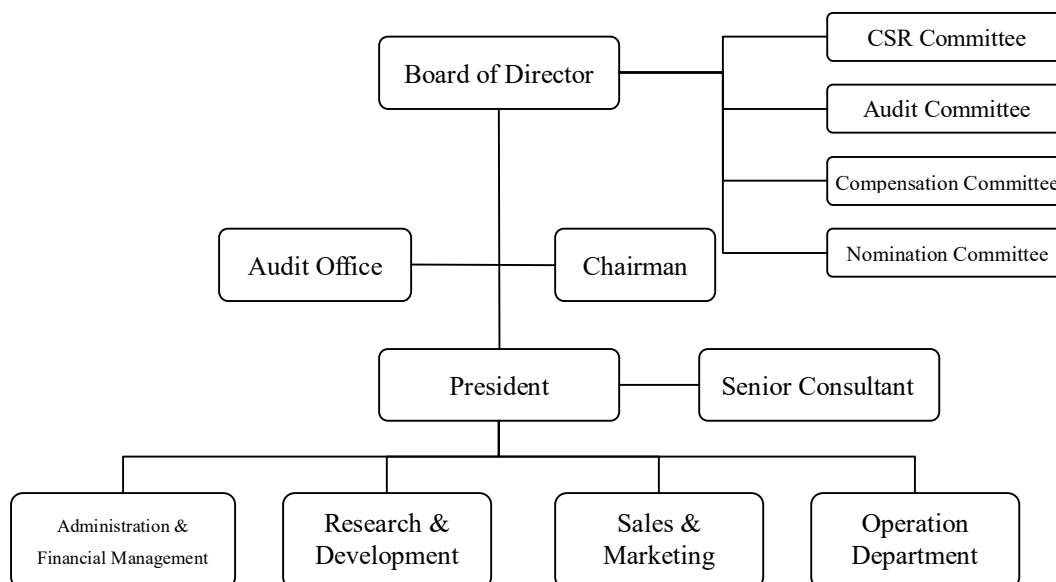 CSR Committee
Board of Director
Audit Committee
Compensation Committee
Nomination Committee
Audit Office
Chairman
President
Senior Consultant
Administration &
Financial Management
Research &
Development
Sales &
Marketing
Operation
Department